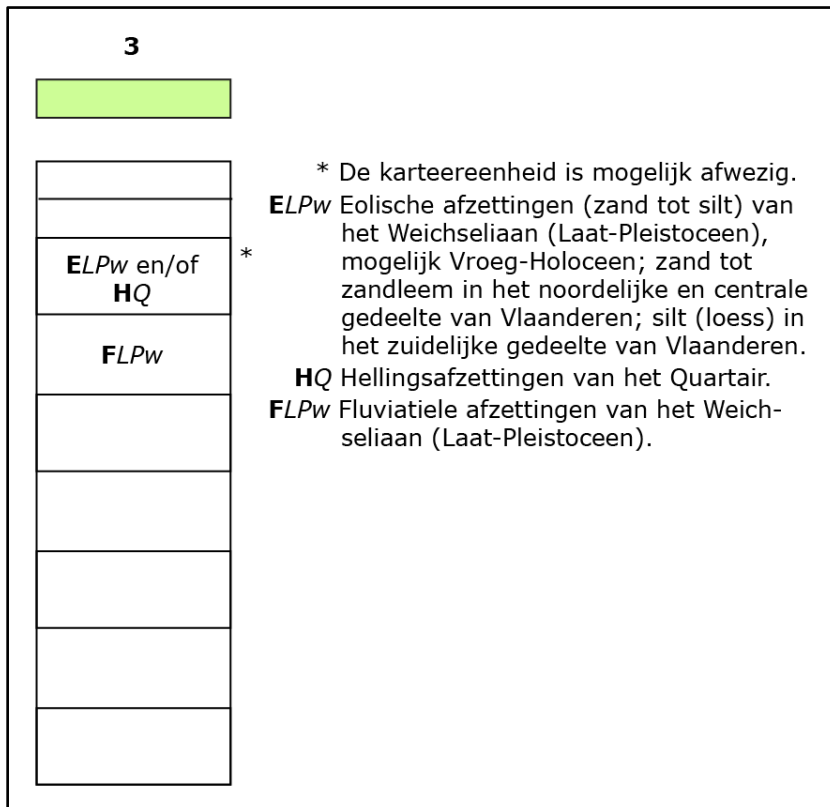 3
* De karteereenheid is mogelijk afwezig.
ELPw Eolische afzettingen (zand tot silt) van
het Weichseliaan (Laat-Pleistoceen),
mogelijk Vroeg-Holoceen; zand tot
zandleem in het noordelijke en centrale
gedeelte van Vlaanderen; silt (loess) in
het zuidelijke gedeelte van Vlaanderen.
HQ Hellingsafzettingen van het Quartair.
FLPw Fluviatiele afzettingen van het Weich-
seliaan (Laat-Pleistoceen).
ELPw en/of *
HQ
FLPw